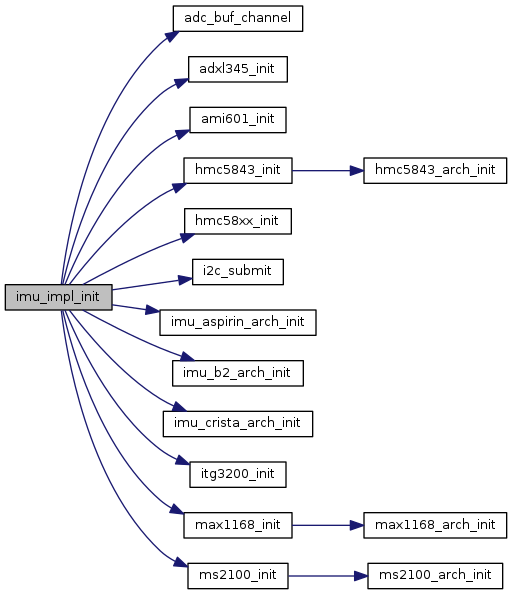 adc_buf_channel
adxl345_init
ami601_init
hmc5843_init
hmc5843_arch_init
hmc58xx_init
i2c_submit
imu_impl_init
imu_aspirin_arch_init
imu_b2_arch_init
imu_crista_arch_init
itg3200_init
max1168_init
max1168_arch_init
ms2100_init
ms2100_arch_init